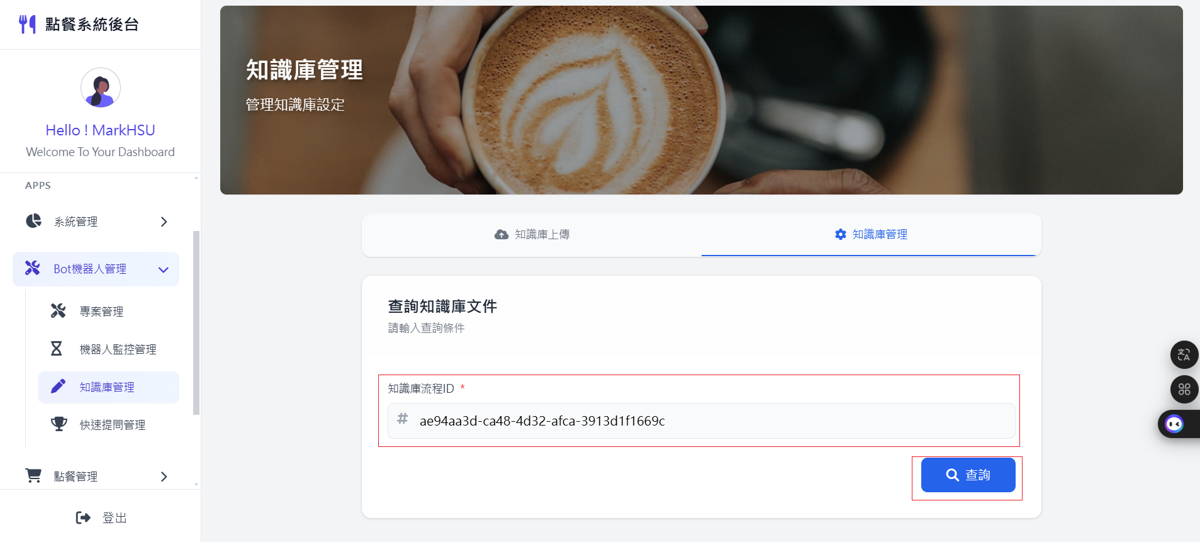 點餐系統後台
Hello ! MarkHSU
Welcome To Your Dashboard
APPS
系統管理
Bot機器人管理
專案管理
機器人監控管理
知識庫管理
快速提問管理
點餐管理
登出
知識庫管理
管理知識庫設定
知識庫上傳
知識庫管理
查詢知識庫文件
請輸入查詢條件
知識庫流程ID *
# ae94aa3d-ca48-4d32-afca-3913d1f1669c
查詢